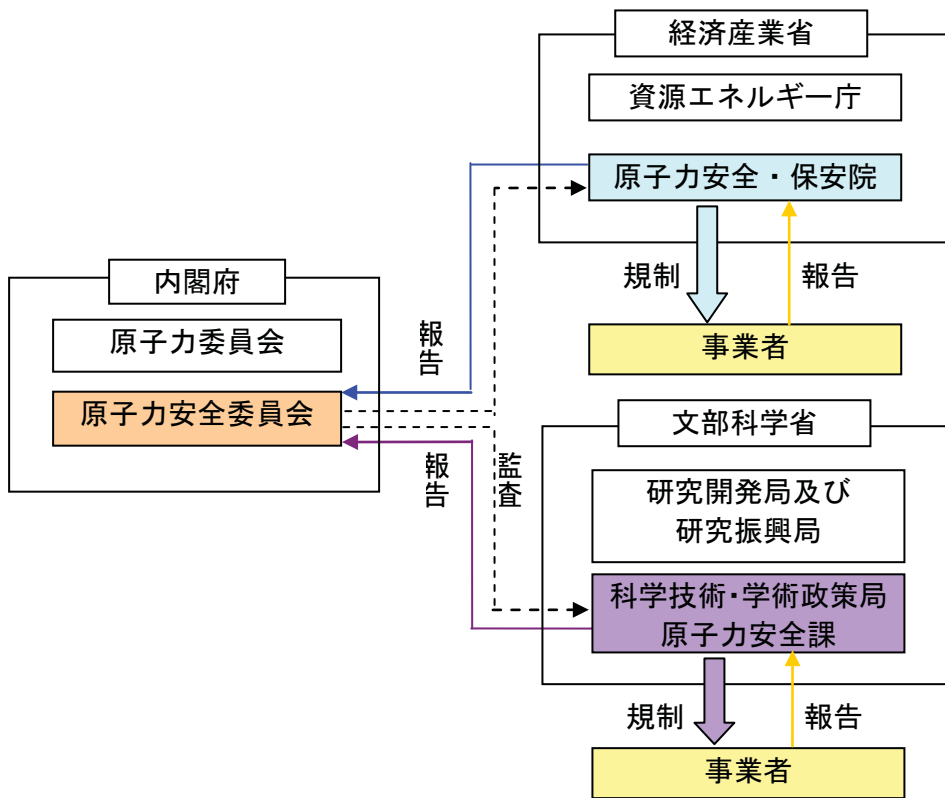 経済産業省
資源エネルギー庁
原子力安全・保安院
規制
報告
事業者
内閣府
原子力委員会
原子力安全委員会
報告
報告
監査
文部科学省
研究開発局及び
研究振興局
科学技術・学術政策局
原子力安全課
規制
報告
事業者